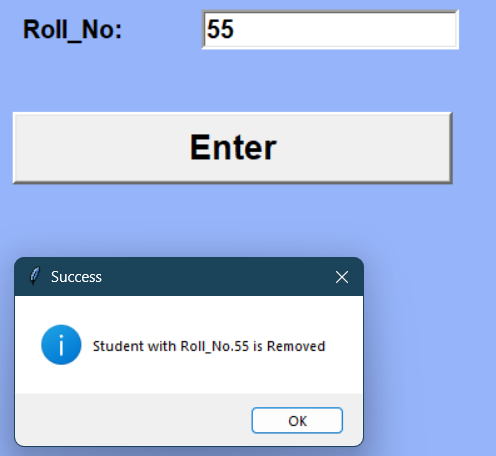 Roll_No: 55
Enter
Success
Student with Roll_No.55 is Removed
OK